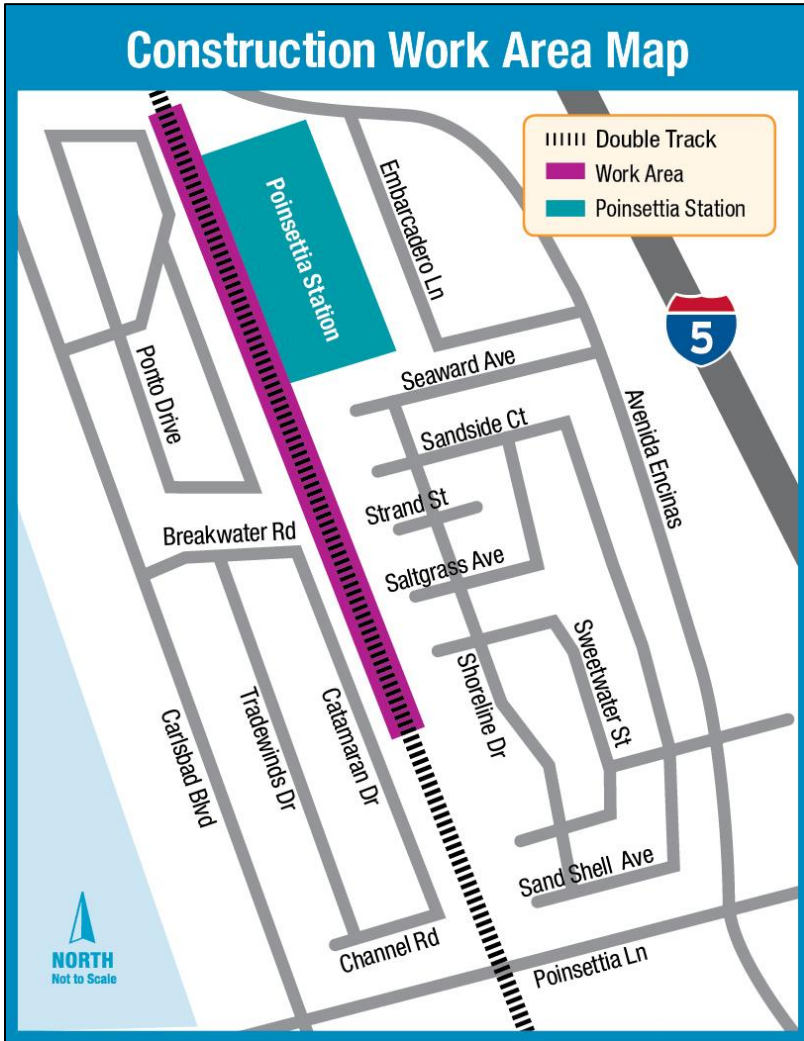 Construction Work Area Map
Double Track
Work Area
Poinsettia Station
5
Poinsettia Station
Embarcadero Ln
Ponto Drive
Seaward Ave
Sandside Ct
Avenida Encinas
Strand St
Breakwater Rd
Saltgrass Ave
Sweetwater St
Shoreline Dr
Carlsbad Blvd
Tradewinds Dr
Catamaran Dr
Sand Shell Ave
Channel Rd
Poinsettia Ln
NORTH
Not to Scale